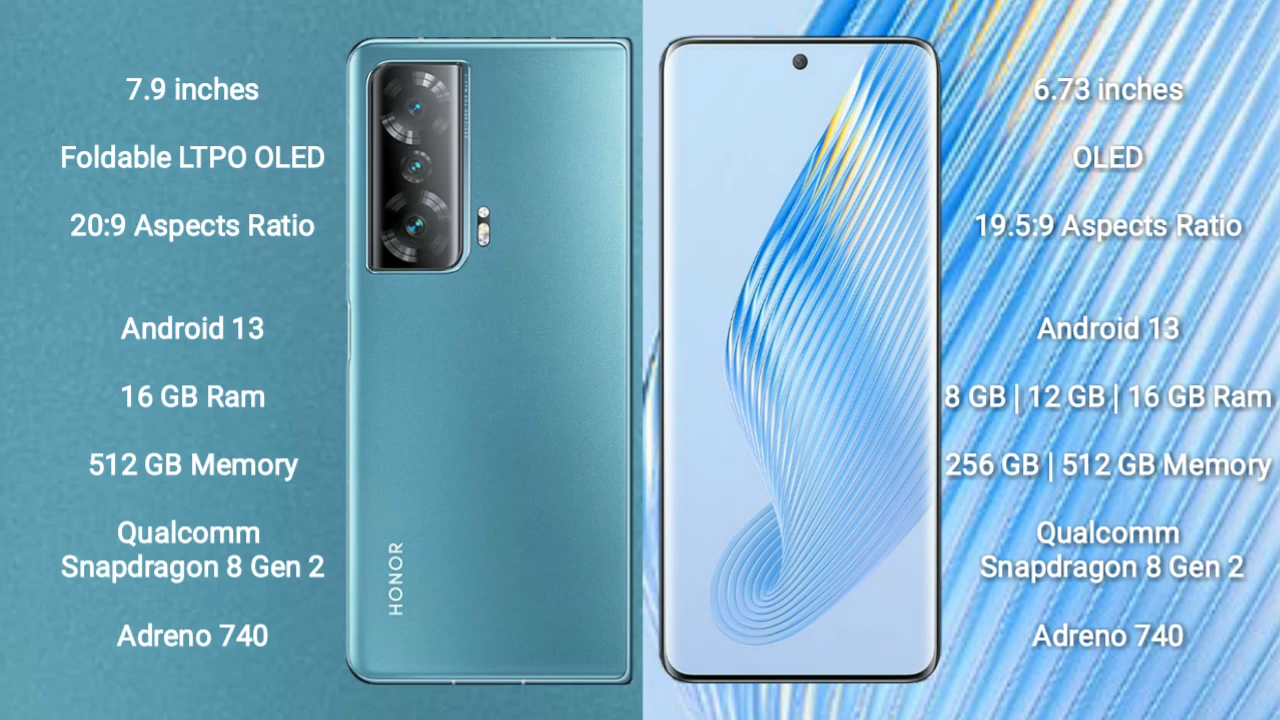 7.9 inches
Foldable LTPO OLED
20:9 Aspects Ratio
Android 13
16 GB Ram
512 GB Memory
Qualcomm
Snapdragon 8 Gen 2
Adreno 740
HONOR
6.73 inches
OLED
19.5:9 Aspects Ratio
Android 13
8 GB | 12 GB | 16 GB Ram
256 GB | 512 GB Memory
Qualcomm
Snapdragon 8 Gen 2
Adreno 740